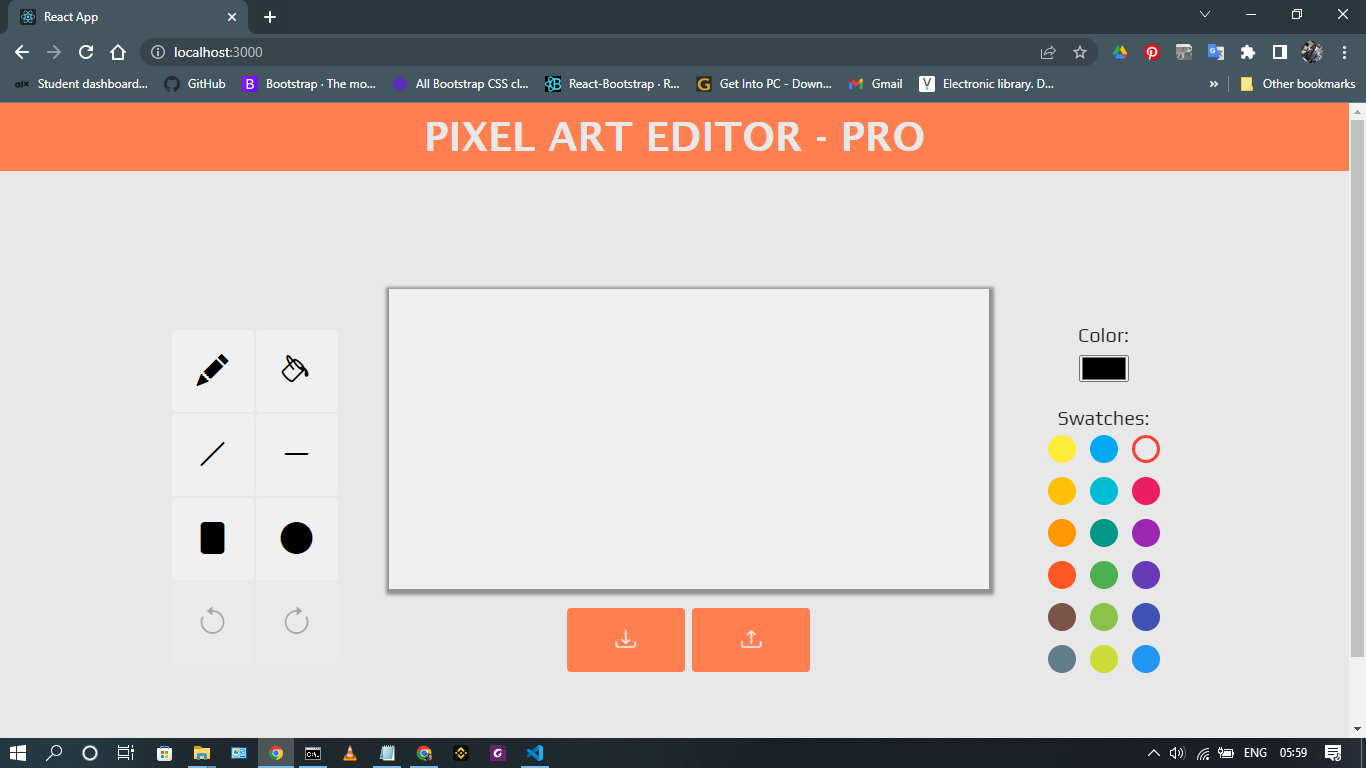 React App
localhost:3000
Student dashboard...
GitHub
Bootstrap · The mo...
All Bootstrap CSS cl...
React-Bootstrap · R...
Get Into PC - Down...
Gmail
Electronic library. D...
Other bookmarks
PIXEL ART EDITOR - PRO
Color:
Swatches:
ENG
05:59